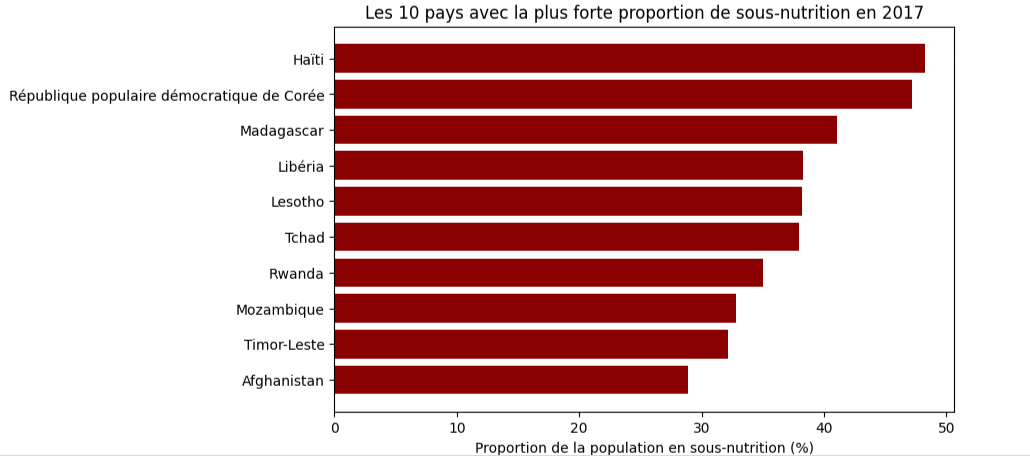 Les 10 pays avec la plus forte proportion de sous-nutrition en 2017
Haïti
République populaire démocratique de Corée
Madagascar
Libéria
Lesotho
Tchad
Rwanda
Mozambique
Timor-Leste
Afghanistan
0 10 20 30 40 50
Proportion de la population en sous-nutrition (%)